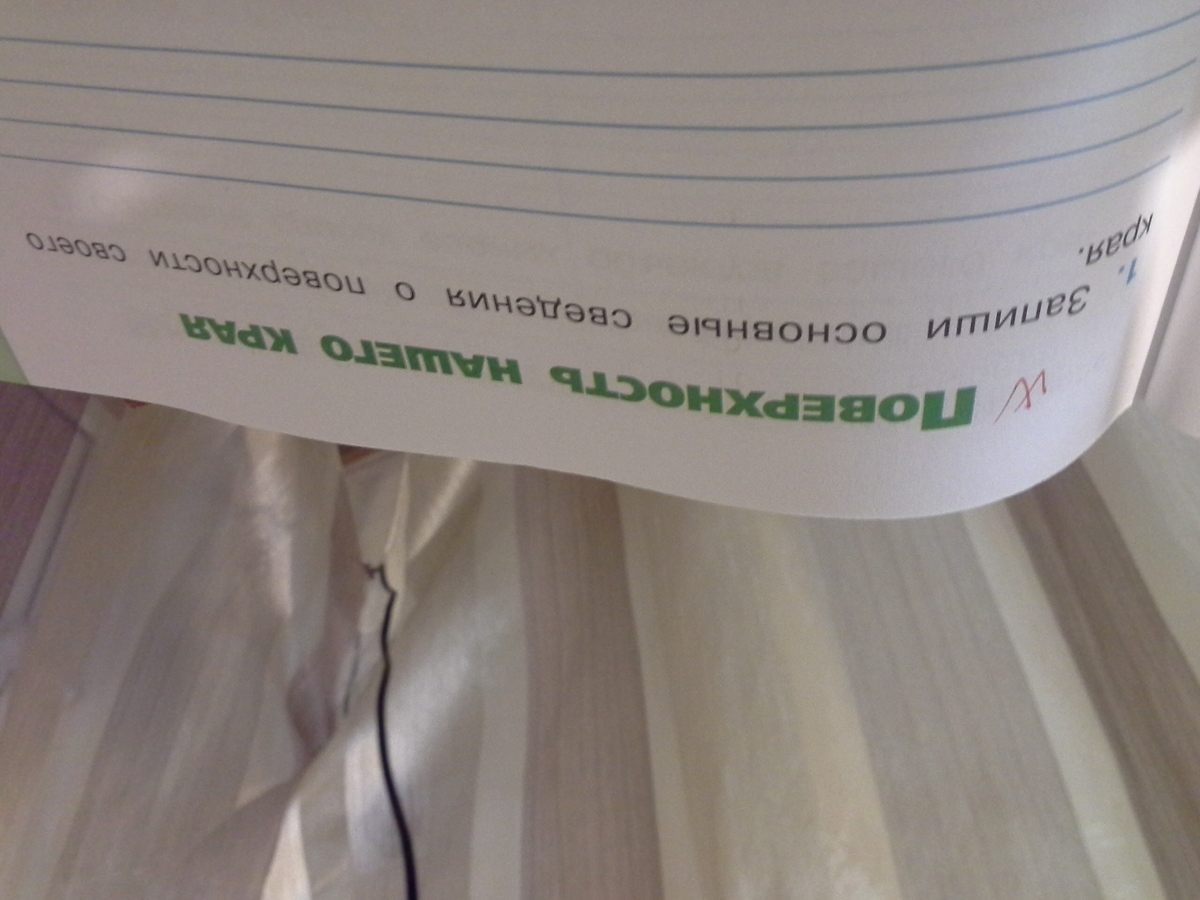 Поверхность нашего края
1. Запиши основные сведения о поверхности своего
края.